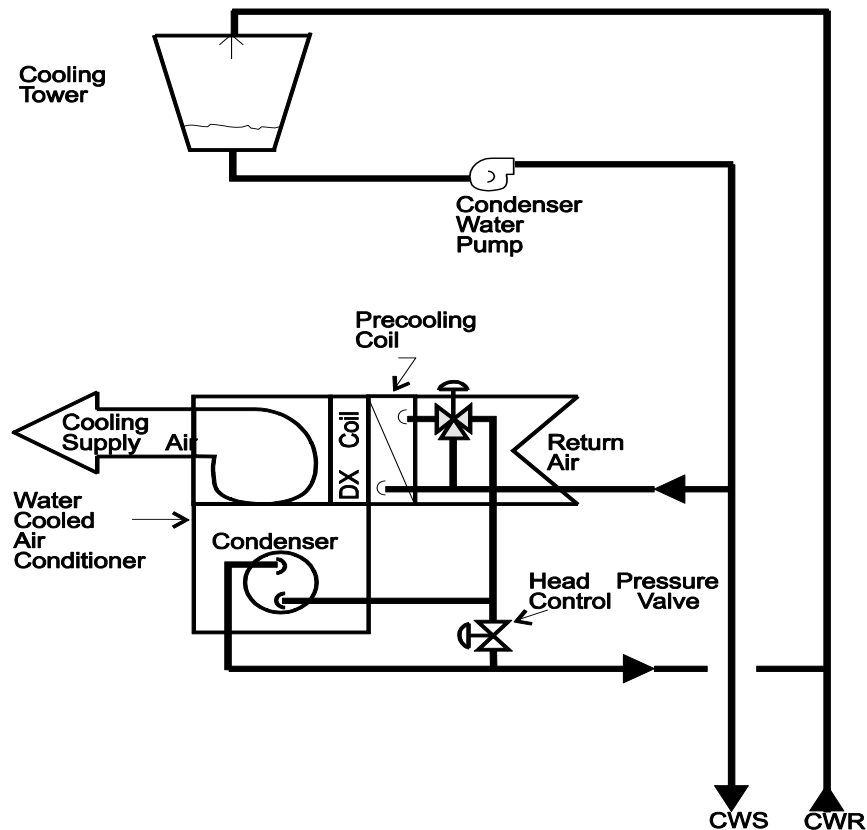 Cooling
Tower
Condenser
Water
Pump
Precooling
Coil
Cooling
Supply Air
DX Coil
Return
Air
Water
Cooled
Air
Conditioner
Condenser
Head Pressure
Control Valve
CWS
CWR